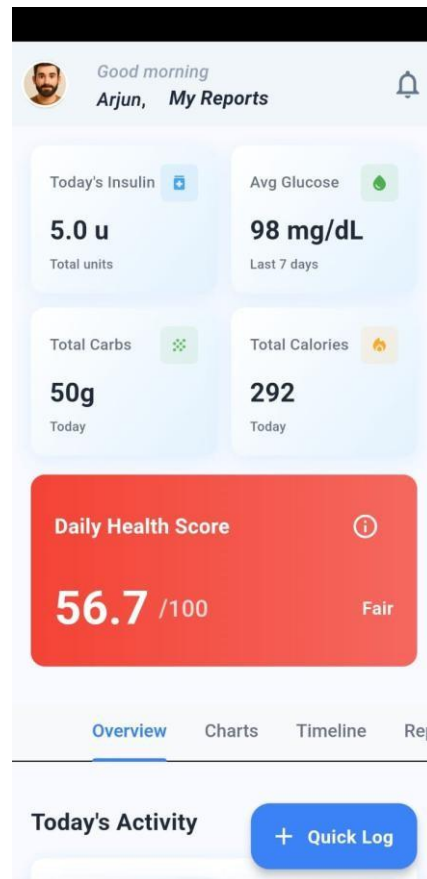 Good morning
Arjun, My Reports
Today's Insulin
5.0 u
Total units
Avg Glucose
98 mg/dL
Last 7 days
Total Carbs
50g
Today
Total Calories
292
Today
Daily Health Score
56.7 /100
Fair
Overview Charts Timeline
Today's Activity
+ Quick Log